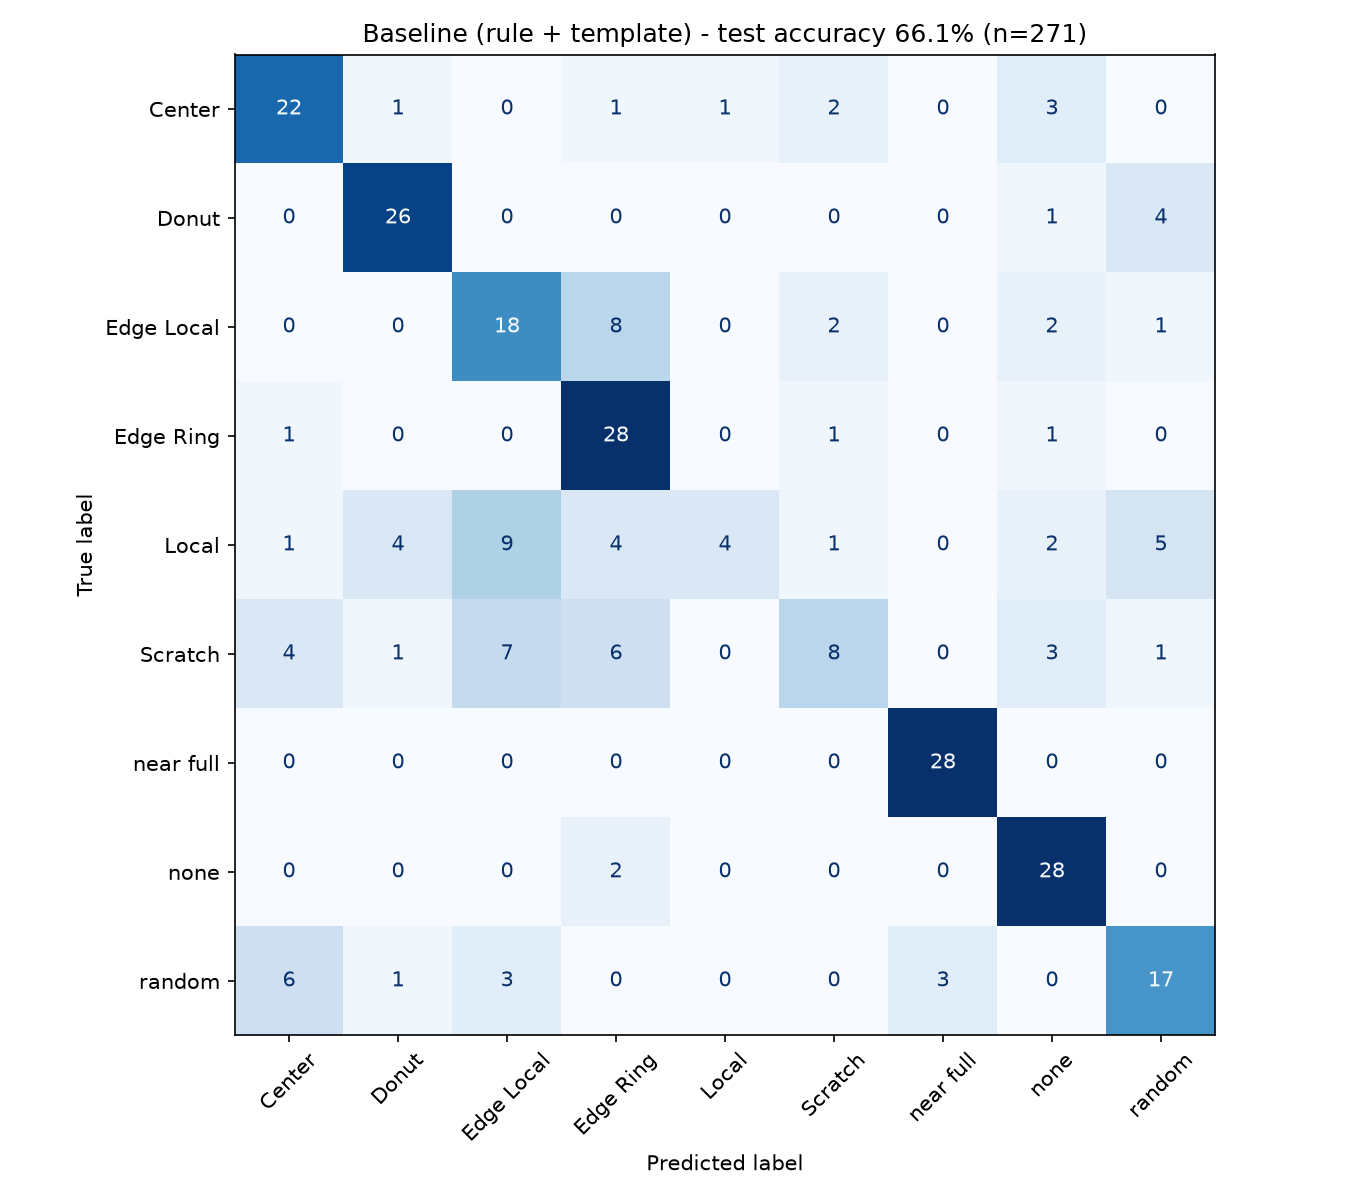 Baseline (rule + template) - test accuracy 66.1% (n=271)
True label
Center 22 1 0 1 1 2 0 3 0
Donut 0 26 0 0 0 0 0 1 4
Edge Local 0 0 18 8 0 2 0 2 1
Edge Ring 1 0 0 28 0 1 0 1 0
Local 1 4 9 4 4 1 0 2 5
Scratch 4 1 7 6 0 8 0 3 1
near full 0 0 0 0 0 0 28 0 0
none 0 0 0 2 0 0 0 28 0
random 6 1 3 0 0 0 3 0 17
Center Donut Edge Local Edge Ring Local Scratch near full none random
Predicted label